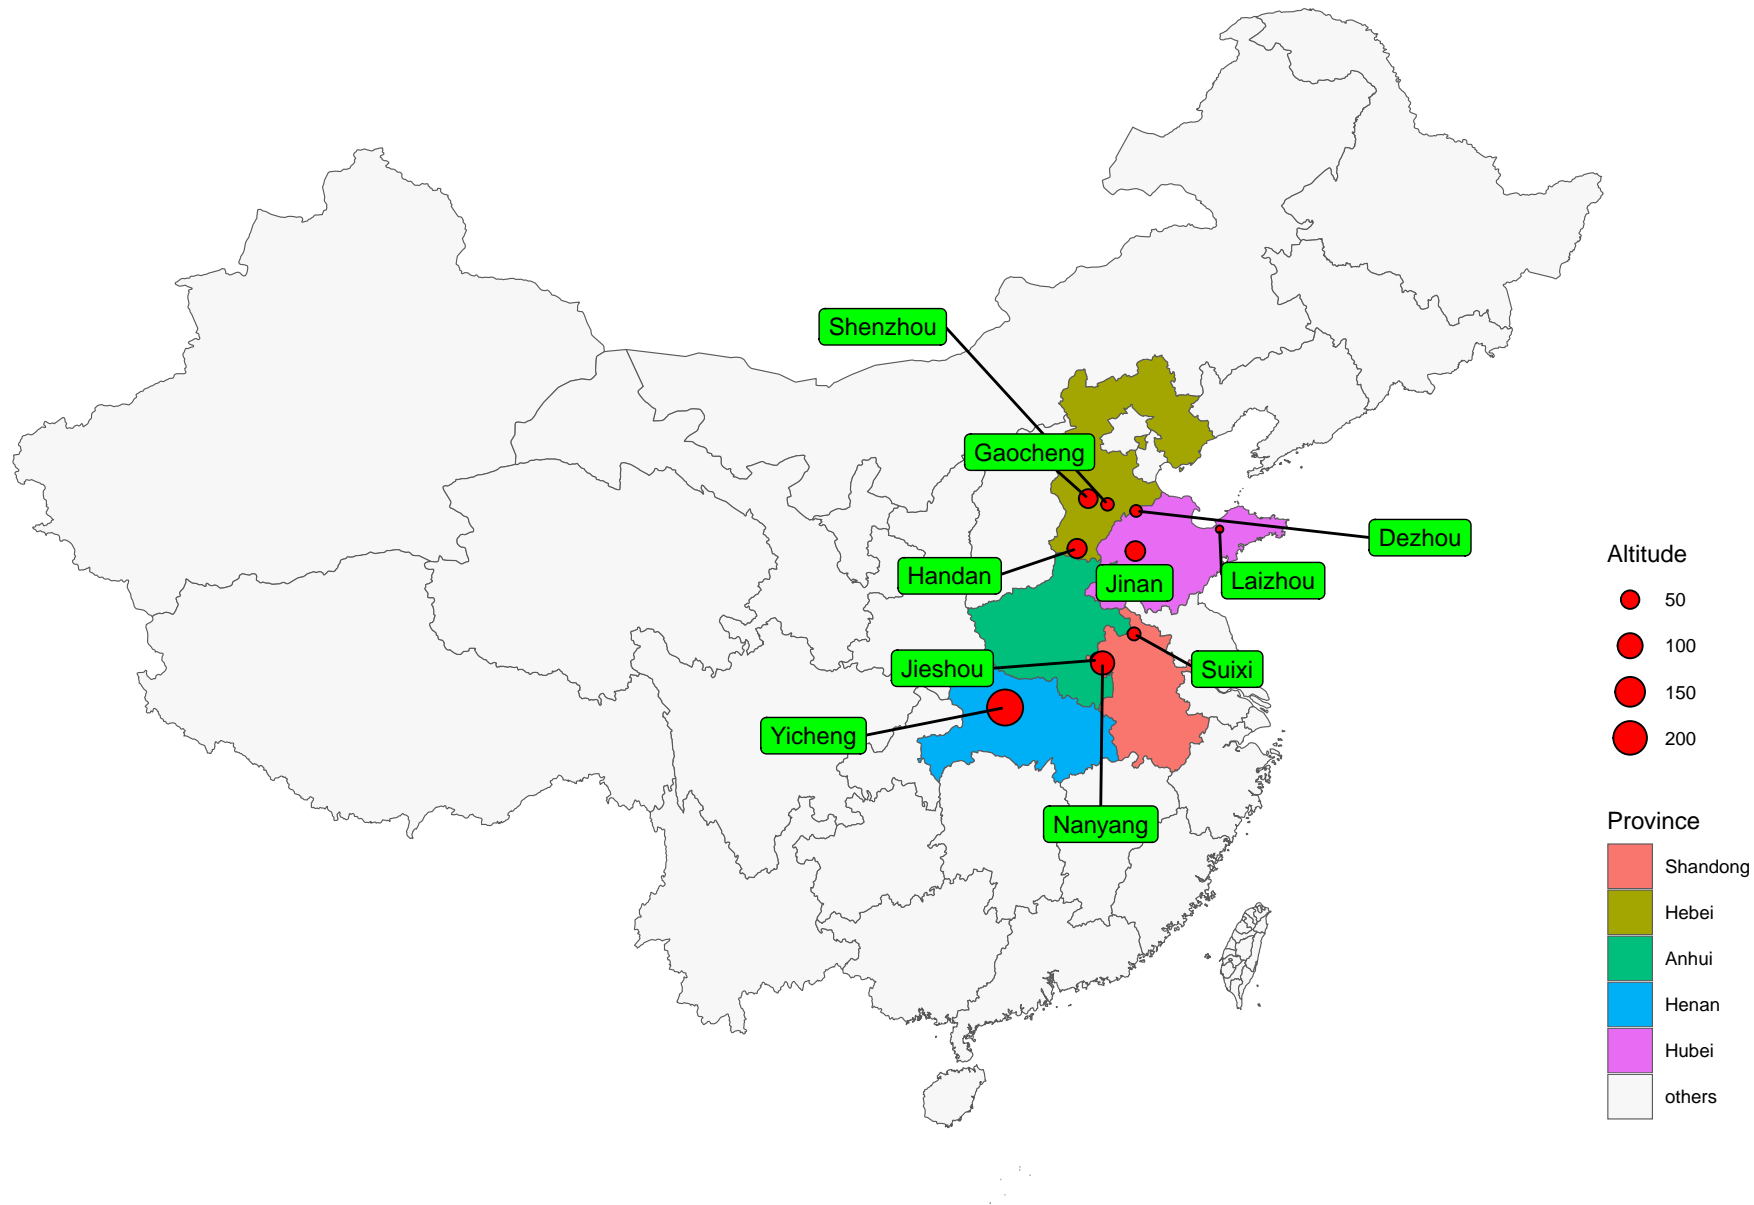 Shenzhou
Gaocheng
Dezhou
Handan
Jinan
Laizhou
Jieshou
Suixi
Yicheng
Nanyang
Altitude
50
100
150
200
Province
Shandong
Hebei
Anhui
Henan
Hubei
others